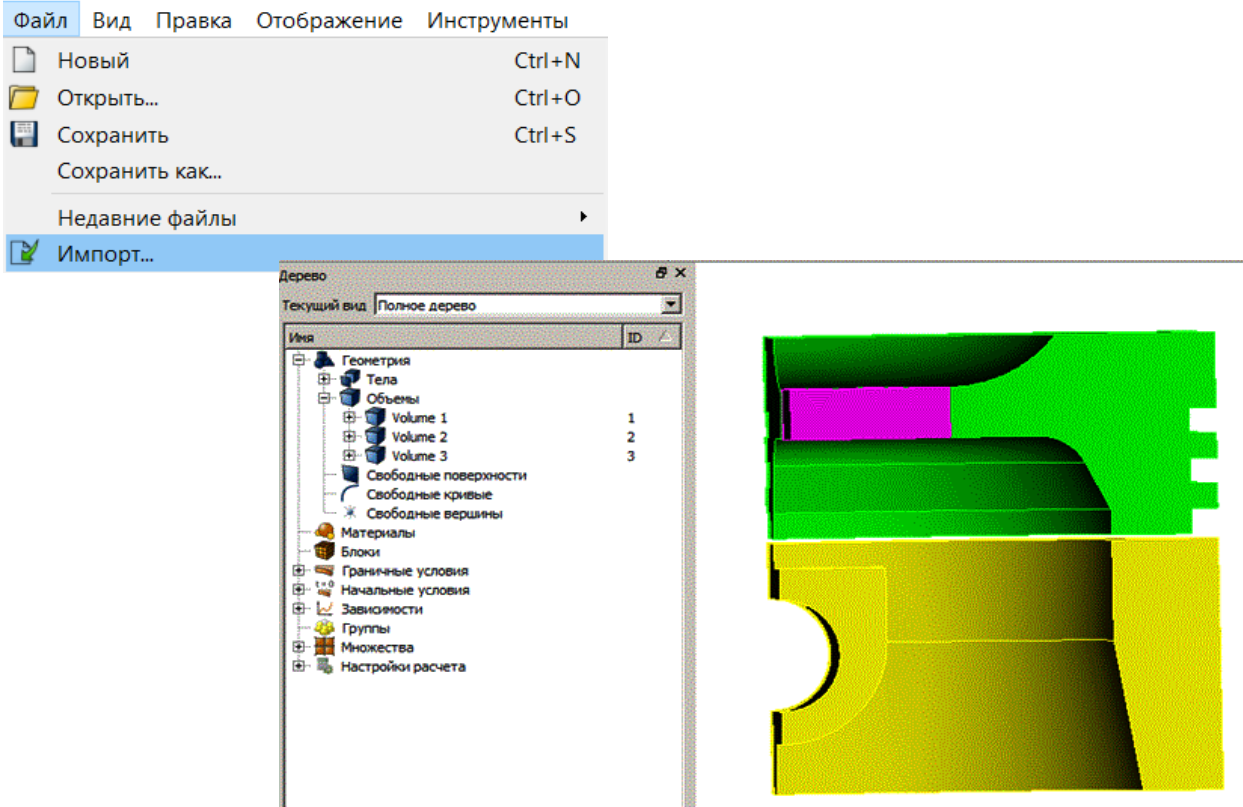 Файл Вид Правка Отображение Инструменты
Новый Ctrl+N
Открыть... Ctrl+O
Сохранить Ctrl+S
Сохранить как...
Недавние файлы
Импорт...
Дерево
Текущий вид Полное дерево
Имя ID
Геометрия
Тела
Объемы
Volume 1 1
Volume 2 2
Volume 3 3
Свободные поверхности
Свободные кривые
Свободные вершины
Материалы
Блоки
Граничные условия
t=0 Начальные условия
Зависимости
Группы
Множества
Настройки расчета